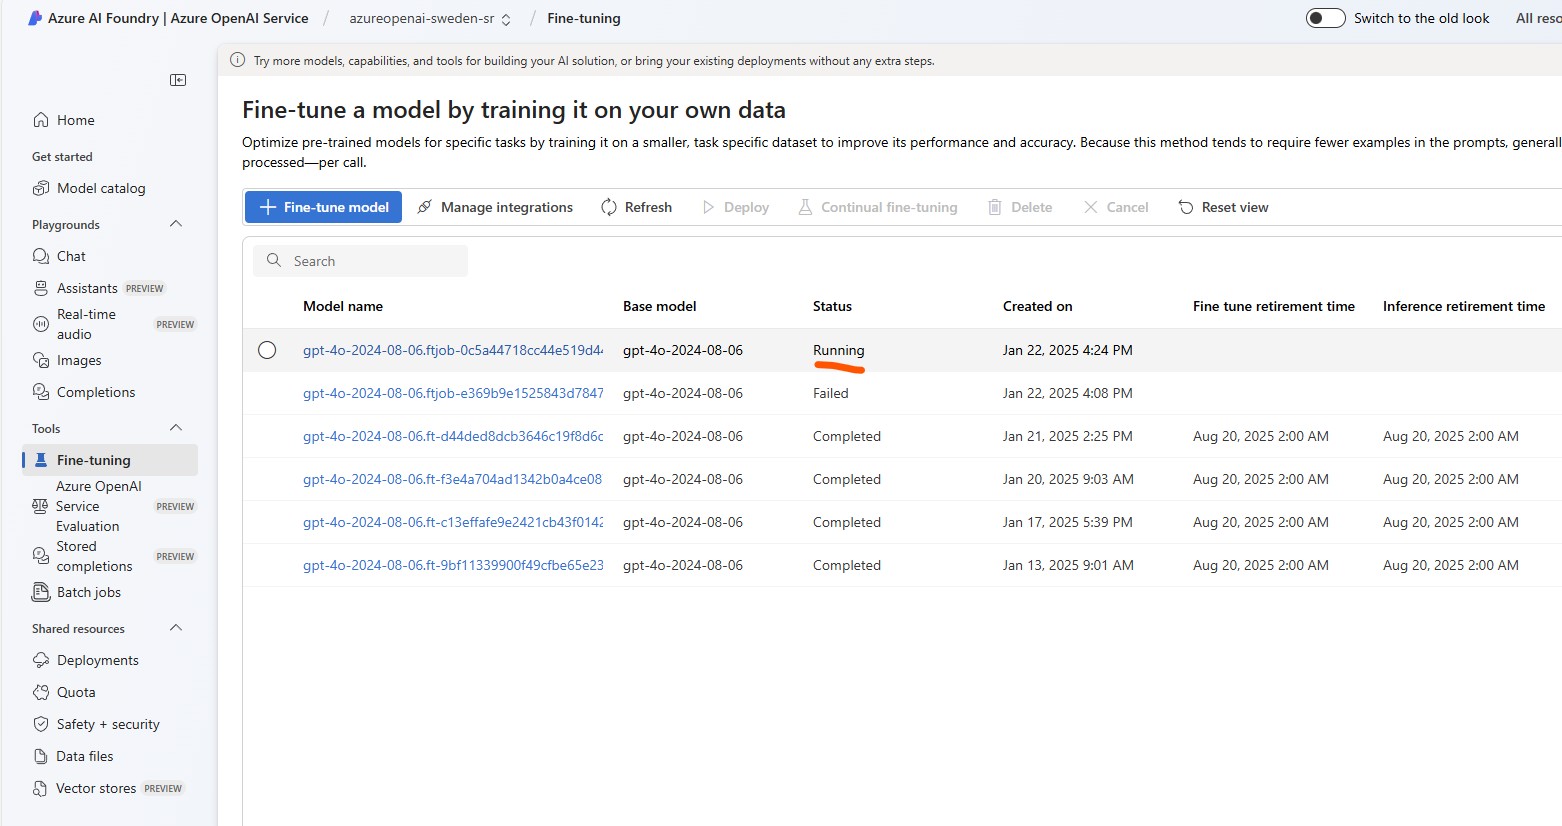 Azure AI Foundry | Azure OpenAI Service / azureopenai-sweden-sr / Fine-tuning
Switch to the old look
All reso
Try more models, capabilities, and tools for building your AI solution, or bring your existing deployments without any extra steps.
Home
Get started
Model catalog
Playgrounds
Chat
Assistants PREVIEW
Real-time
audio
PREVIEW
Images
Completions
Tools
Fine-tuning
Azure OpenAI
Service
Evaluation
PREVIEW
Stored
completions
PREVIEW
Batch jobs
Shared resources
Deployments
Quota
Safety + security
Data files
Vector stores PREVIEW
Fine-tune a model by training it on your own data
Optimize pre-trained models for specific tasks by training it on a smaller, task specific dataset to improve its performance and accuracy. Because this method tends to require fewer examples in the prompts, generall
processed—per call.
Fine-tune model Manage integrations Refresh Deploy Continual fine-tuning Delete Cancel Reset view
Search
Model name Base model Status Created on Fine tune retirement time Inference retirement time
gpt-4o-2024-08-06.ftjob-0c5a44718cc44e519d4 gpt-4o-2024-08-06 Running Jan 22, 2025 4:24 PM
gpt-4o-2024-08-06.ftjob-e369b9e1525843d7847 gpt-4o-2024-08-06 Failed Jan 22, 2025 4:08 PM
gpt-4o-2024-08-06.ft-d44ded8dcb3646c19f8d6c gpt-4o-2024-08-06 Completed Jan 21, 2025 2:25 PM Aug 20, 2025 2:00 AM Aug 20, 2025 2:00 AM
gpt-4o-2024-08-06.ft-f3e4a704ad1342b0a4ce08 gpt-4o-2024-08-06 Completed Jan 20, 2025 9:03 AM Aug 20, 2025 2:00 AM Aug 20, 2025 2:00 AM
gpt-4o-2024-08-06.ft-c13effafe9e2421cb43f0142 gpt-4o-2024-08-06 Completed Jan 17, 2025 5:39 PM Aug 20, 2025 2:00 AM Aug 20, 2025 2:00 AM
gpt-4o-2024-08-06.ft-9bf11339900f49cfbe65e23 gpt-4o-2024-08-06 Completed Jan 13, 2025 9:01 AM Aug 20, 2025 2:00 AM Aug 20, 2025 2:00 AM